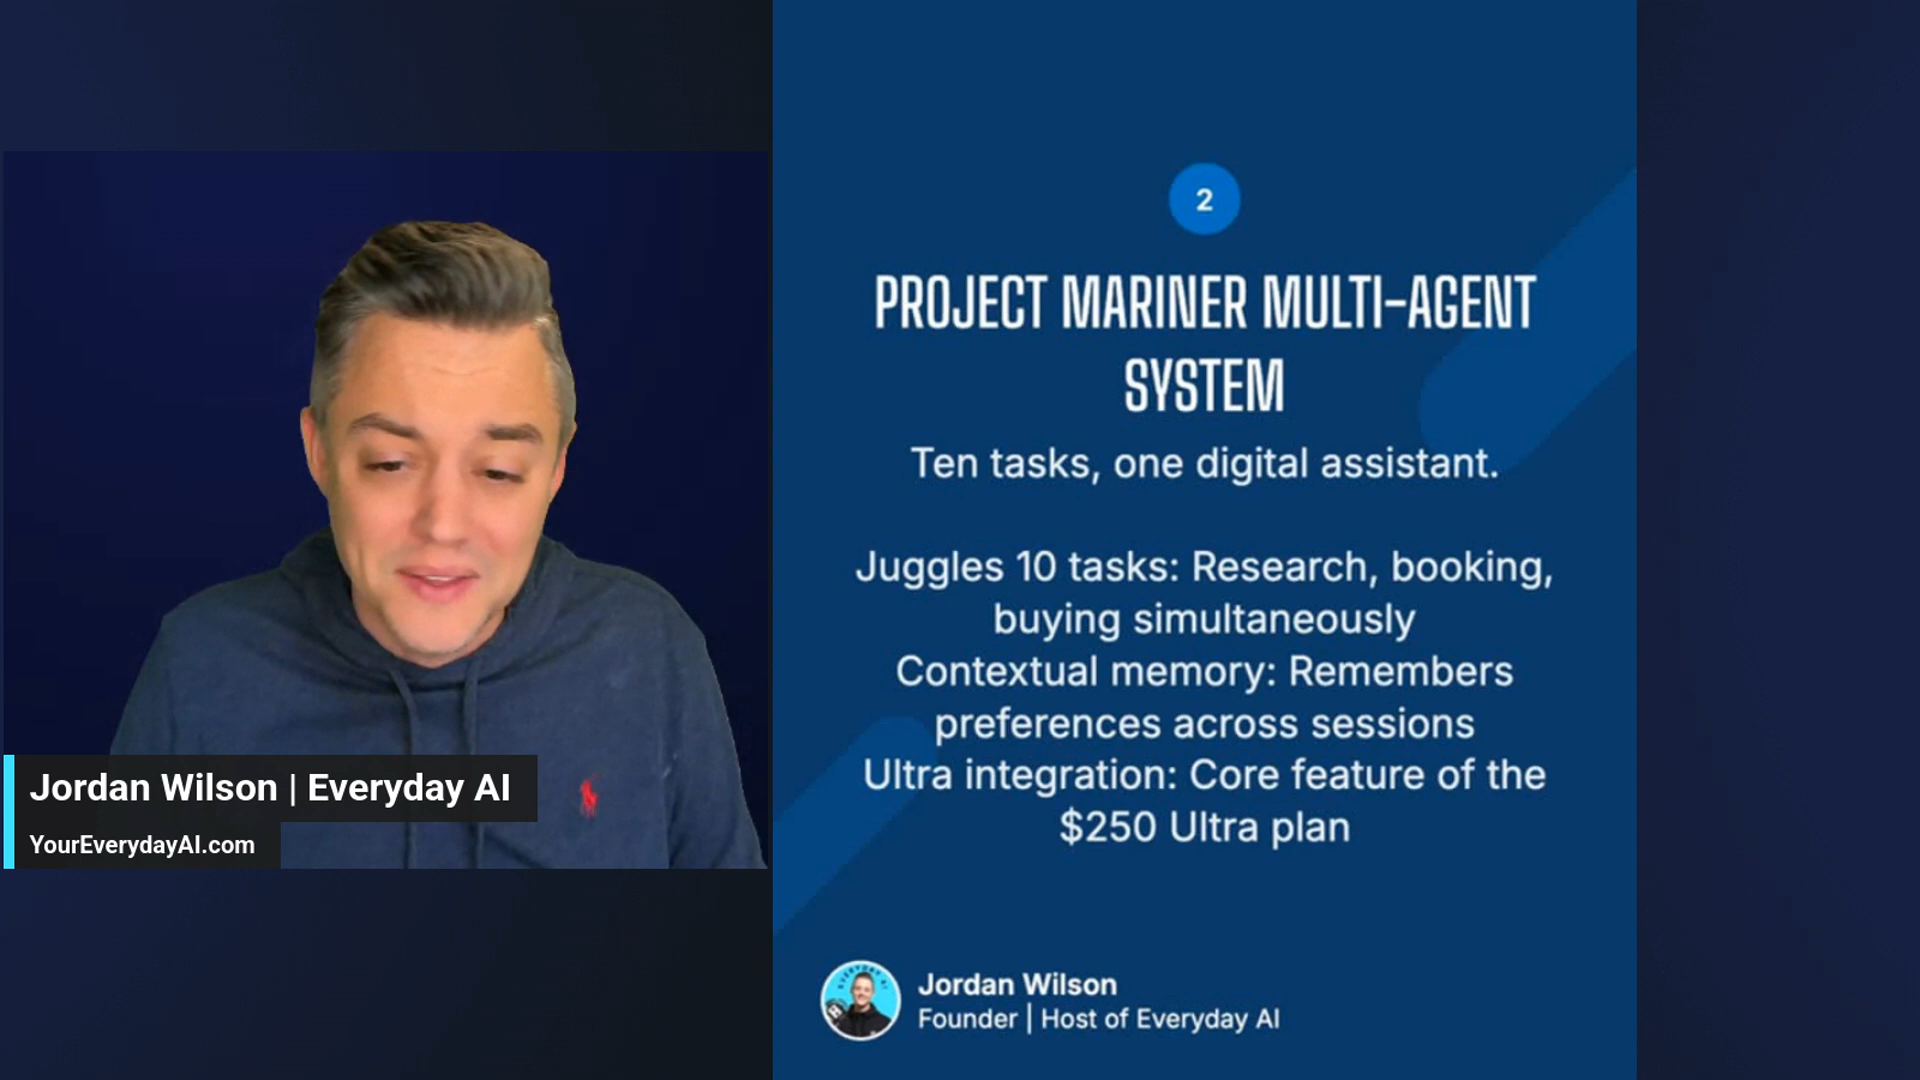 Jordan Wilson | Everyday AI
YourEverydayAI.com
2
PROJECT MARINER MULTI-AGENT
SYSTEM
Ten tasks, one digital assistant.
Juggles 10 tasks: Research, booking,
buying simultaneously
Contextual memory: Remembers
preferences across sessions
Ultra integration: Core feature of the
$250 Ultra plan
EVERYDAY AI
Jordan Wilson
Founder | Host of Everyday AI